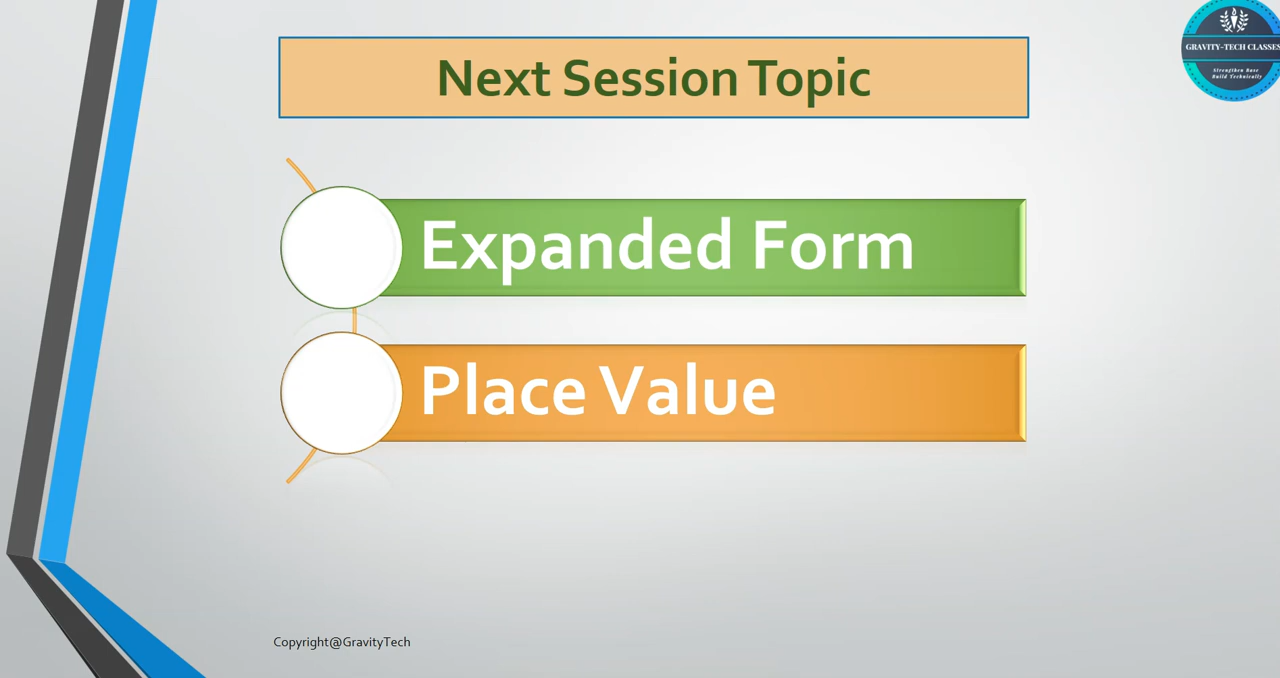 GRAVITY-TECH CLASSES
Strengthen Base
Build Technically
Next Session Topic
Expanded Form
Place Value
Copyright@GravityTech